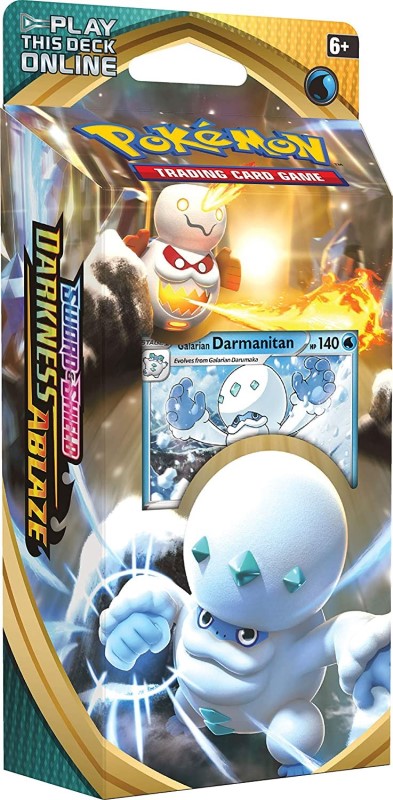 PLAY
THIS DECK
ONLINE
6+
POKÉMON
TRADING CARD GAME
SWORD & SHIELD
DARKNESS ABLAZE
Galarian Darmanitan HP 140
Evolves from Galarian Darumaka